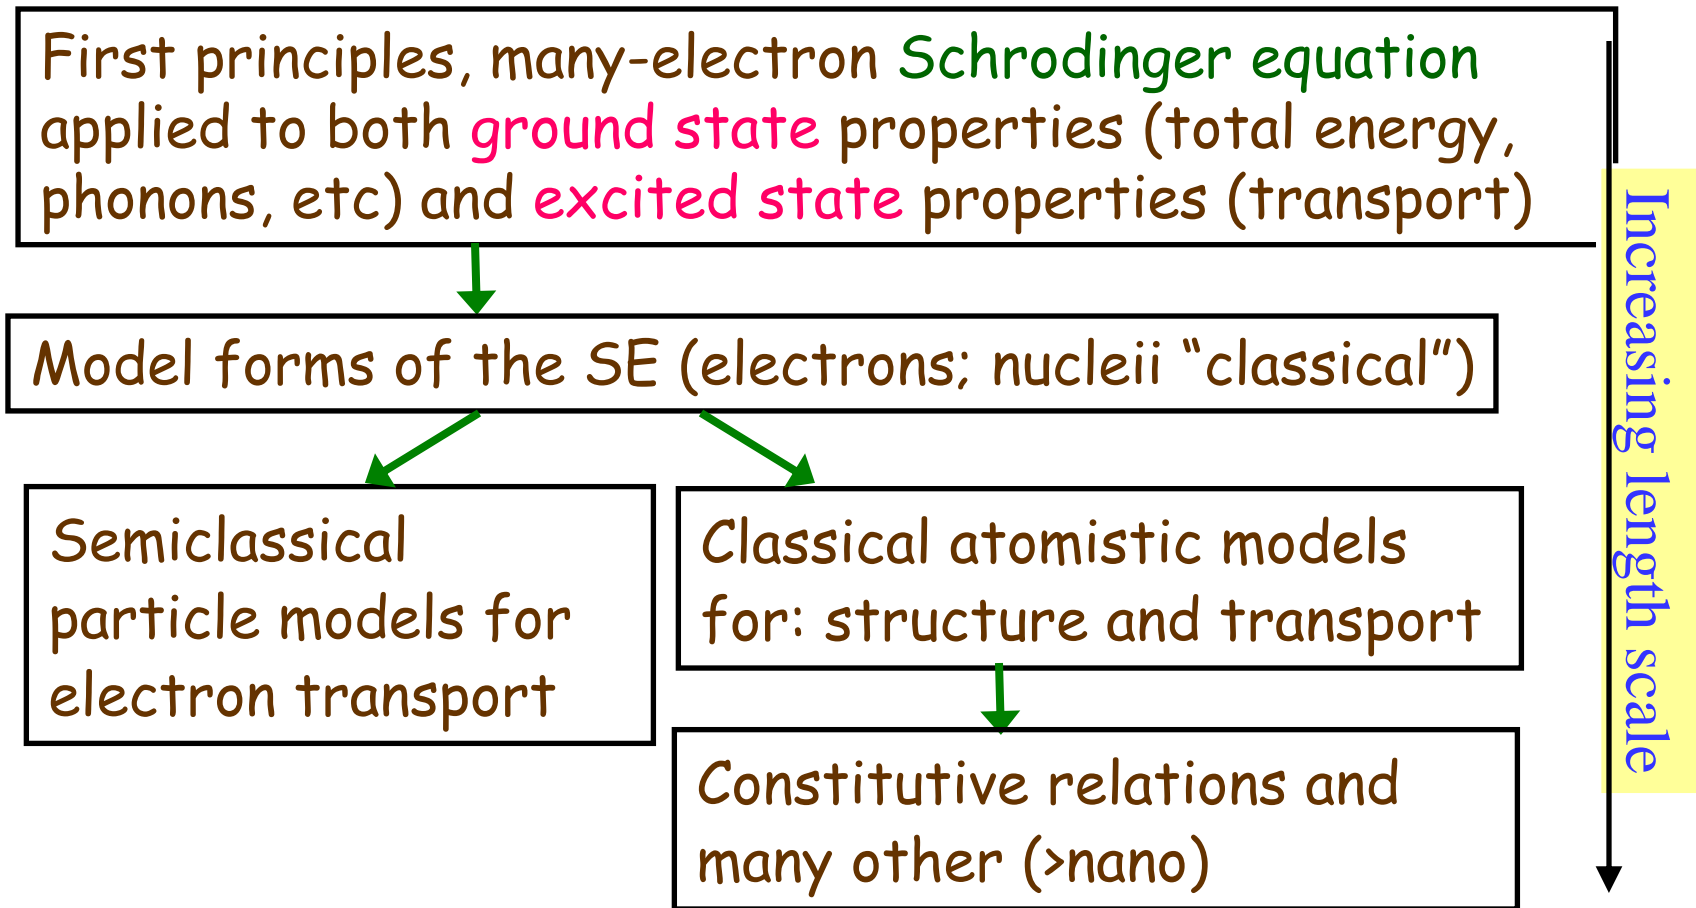 First principles, many-electron Schrodinger equation
applied to both ground state properties (total energy,
phonons, etc) and excited state properties (transport)
Model forms of the SE (electrons; nucleii “classical”)
Semiclassical
particle models for
electron transport
Classical atomistic models
for: structure and transport
Constitutive relations and
many other (>nano)
Increasing length scale